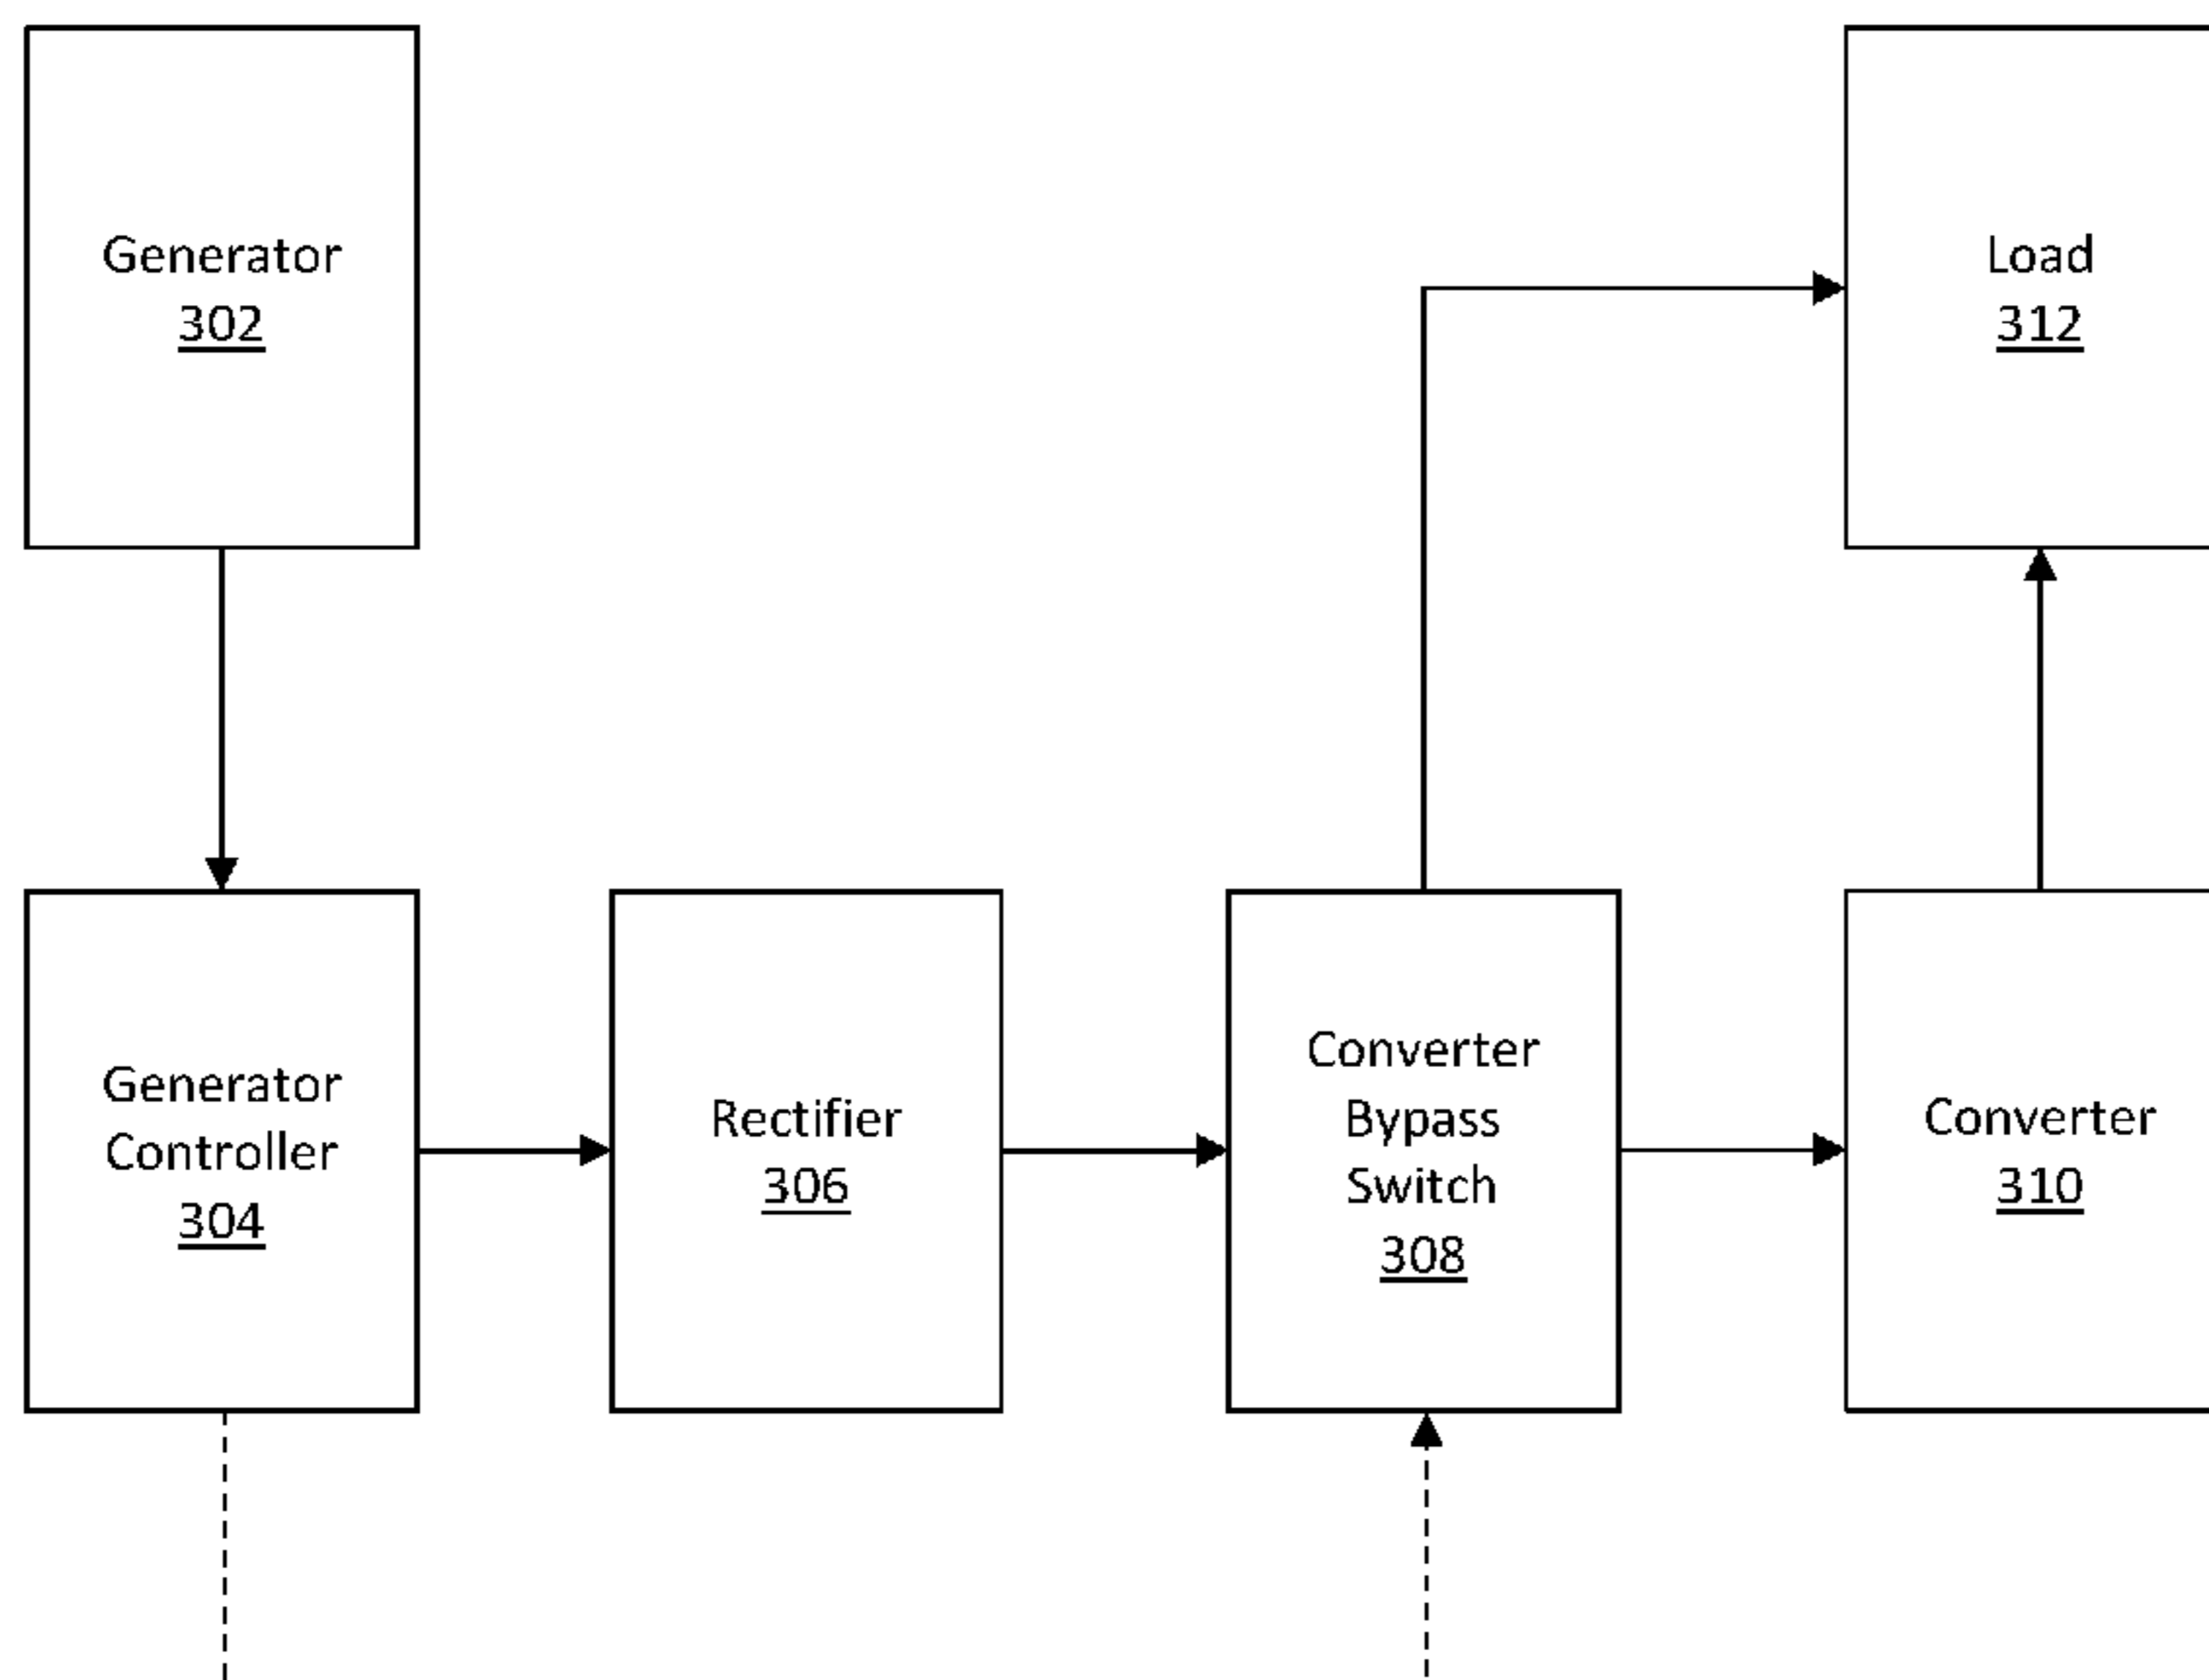 Generator
302
Load
312
Generator
Controller
304
Rectifier
306
Converter
Bypass
Switch
308
Converter
310